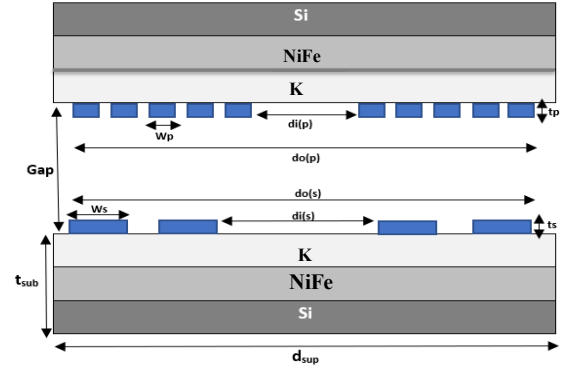 Si
NiFe
K
di(p)
tp
Wp
do(p)
Gap
do(s)
Ws
di(s)
ts
K
tsub
NiFe
Si
dsup